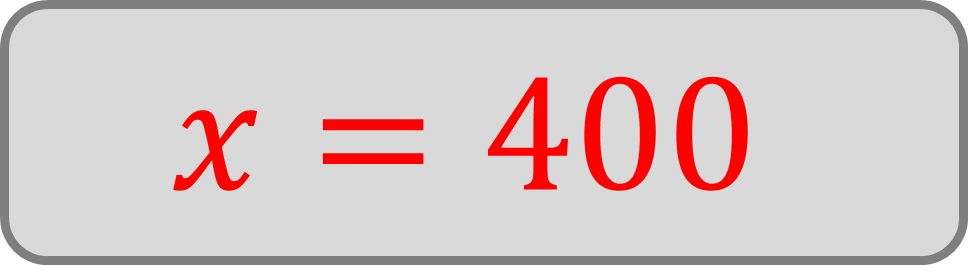 x = 400